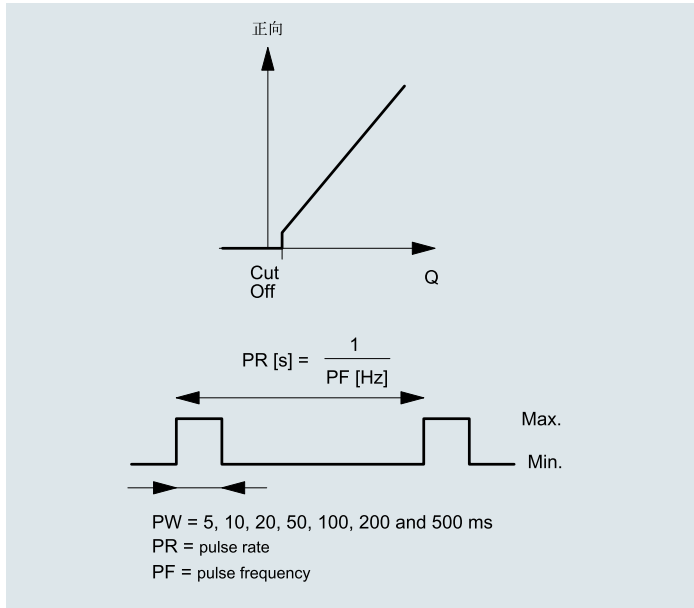 正向
Cut
Off
Q
PR [s] = 1
PF [Hz]
Max.
Min.
PW = 5, 10, 20, 50, 100, 200 and 500 ms
PR = pulse rate
PF = pulse frequency